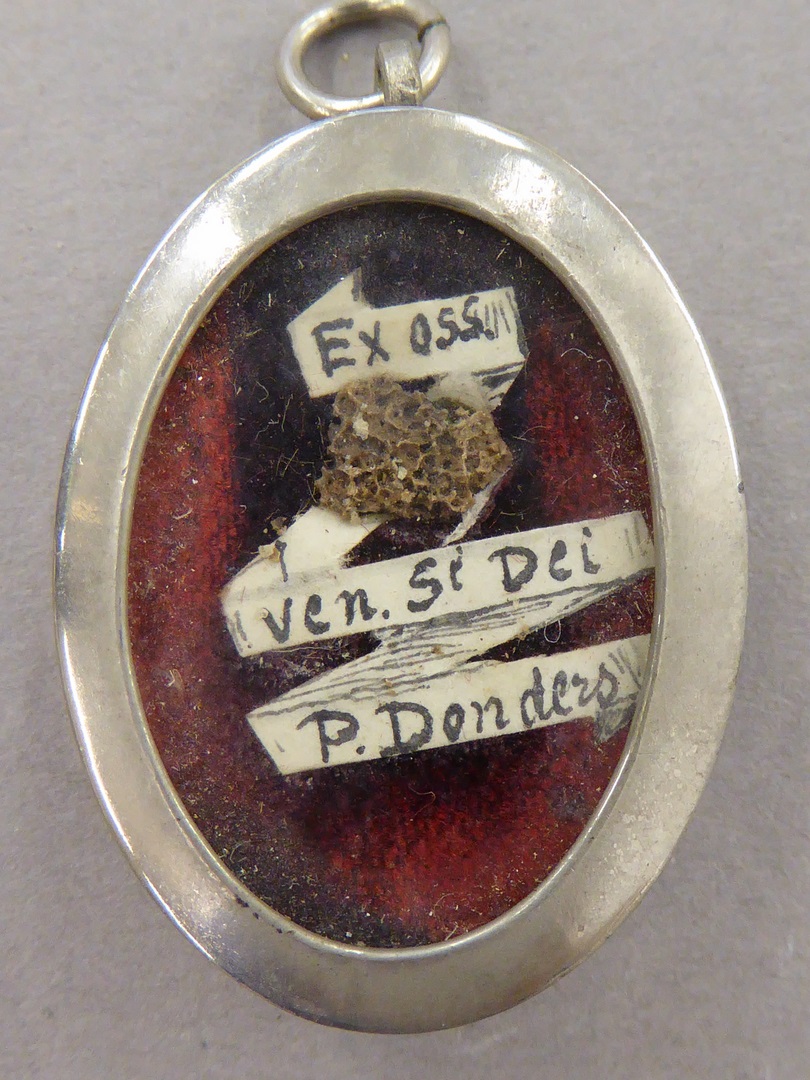 Ex oss.
ven. Si Dei
P. Donders